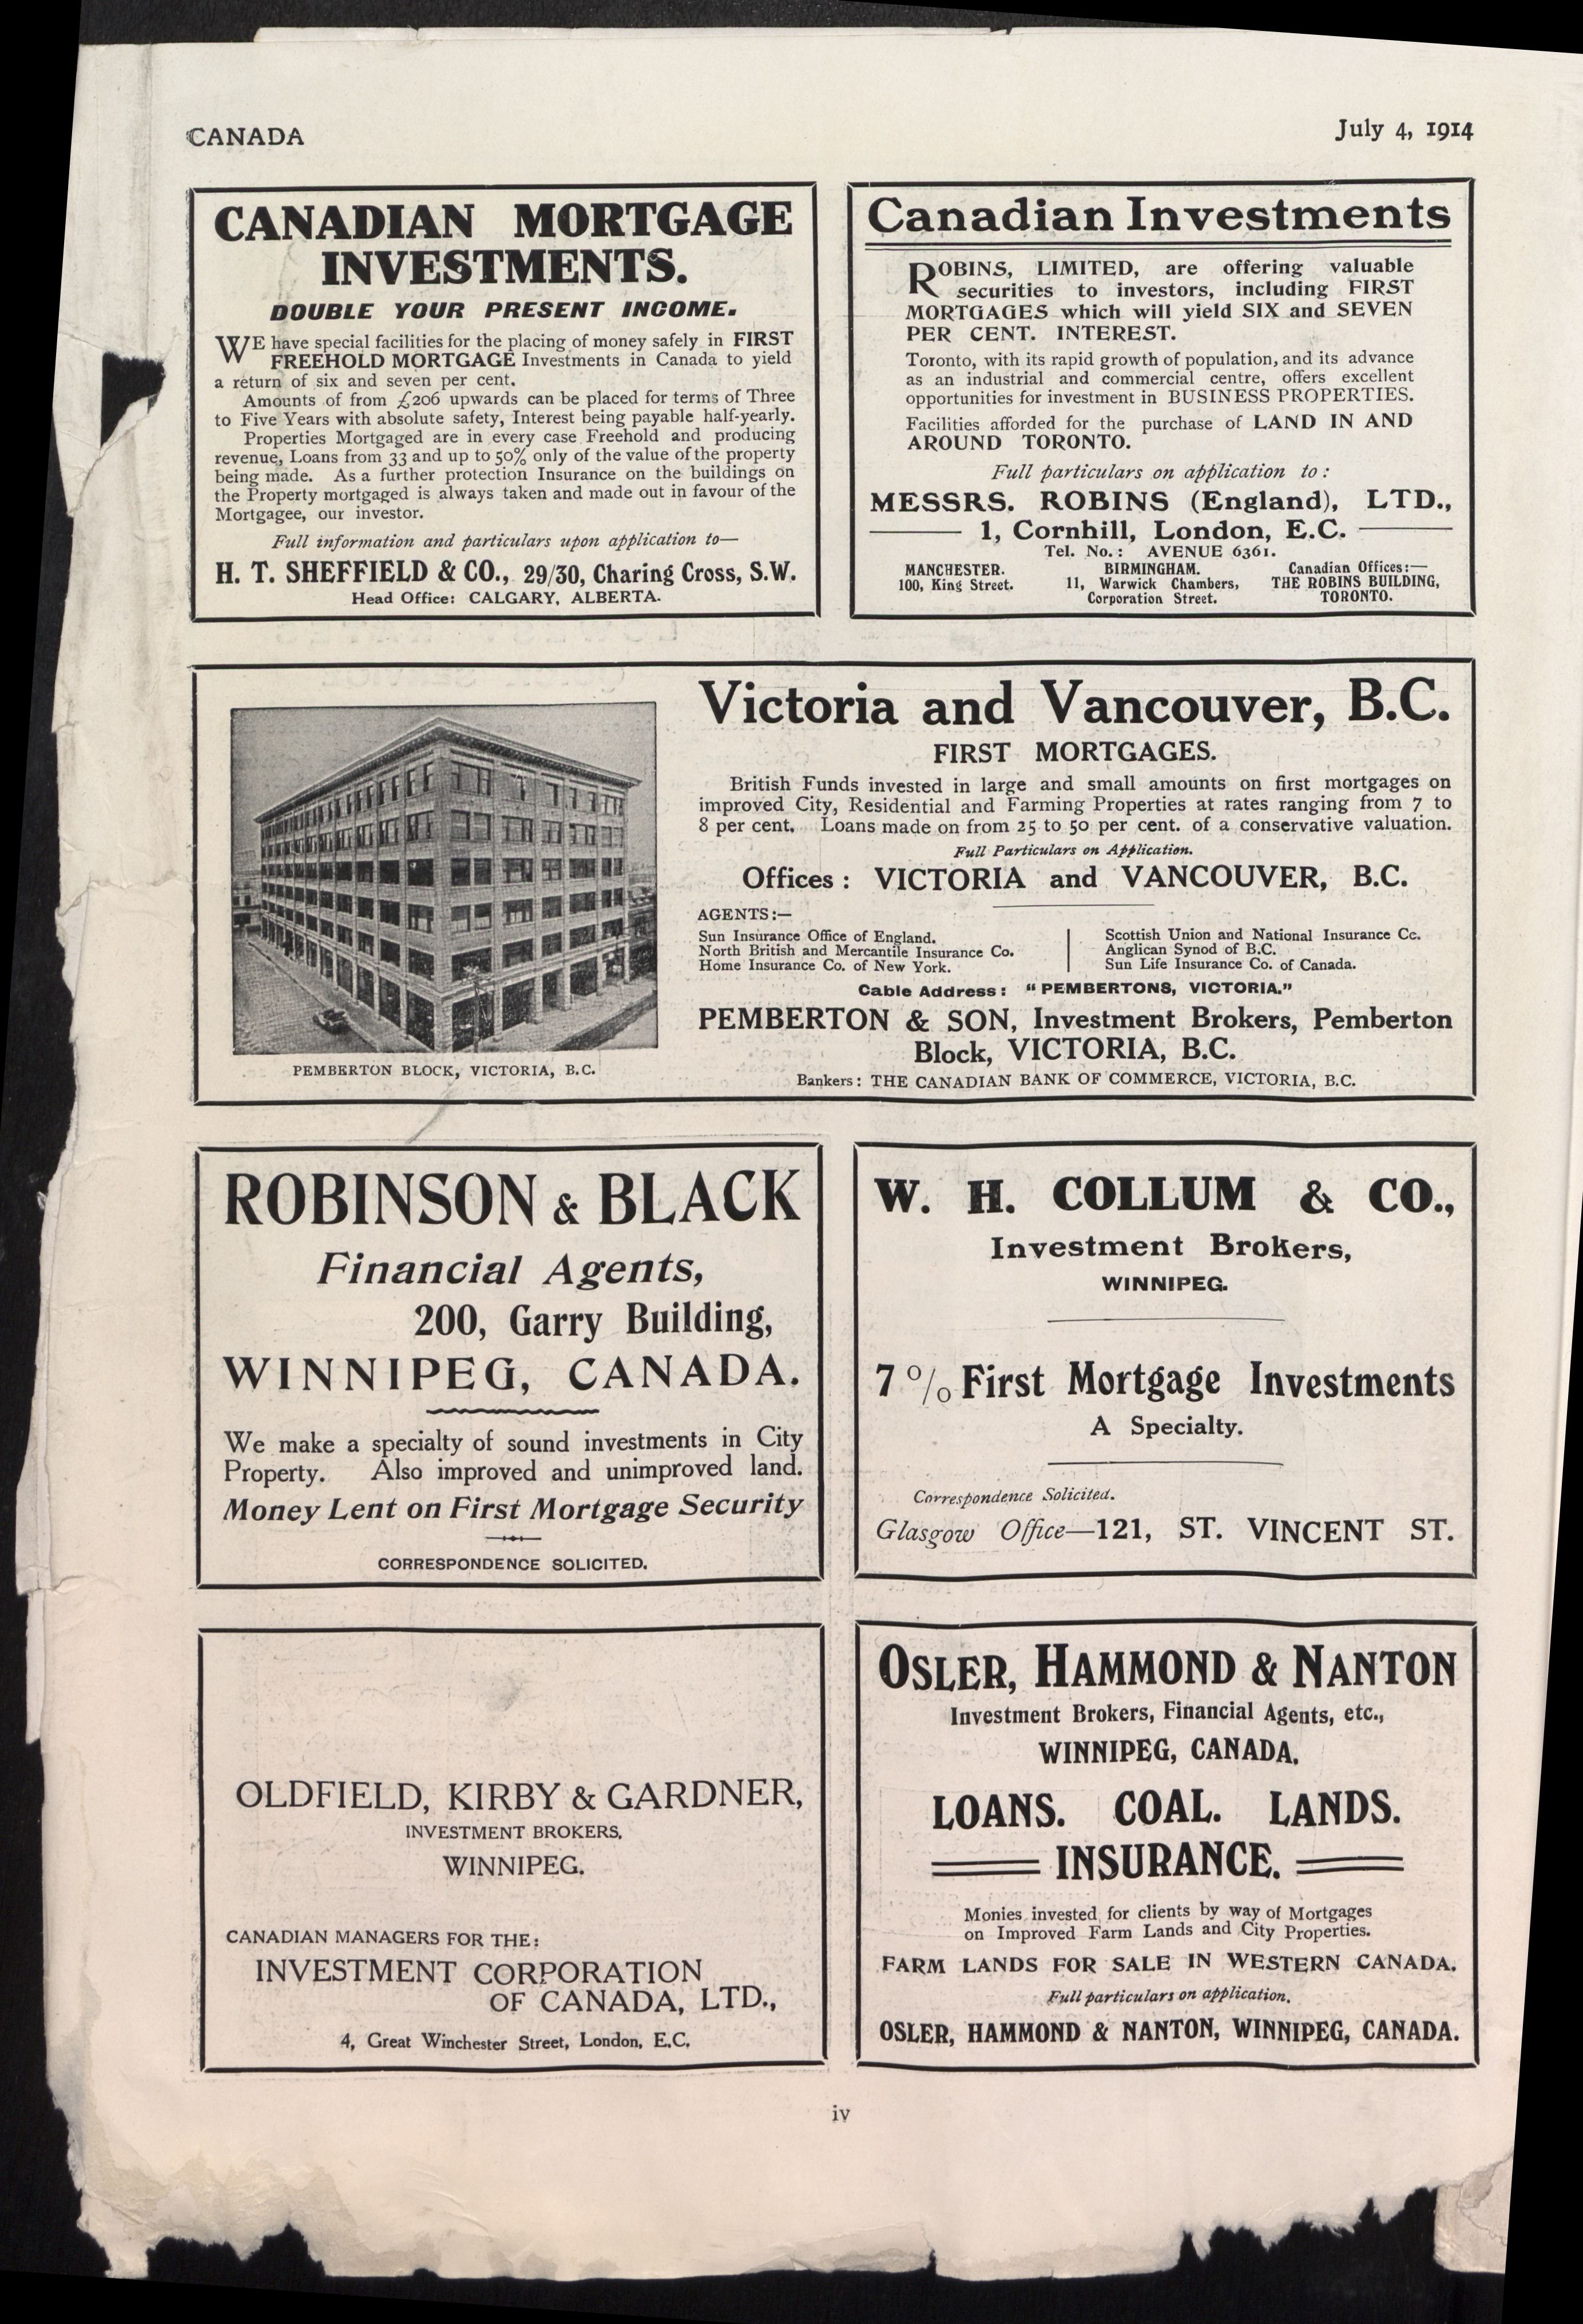 CANADA
July 4, 1914
CANADIAN MORTGAGE
INVESTMENTS.
DOUBLE YOUR PRESENT INCOME.
WE have special facilities for the placing of money safely in FIRST
FREEHOLD MORTGAGE Investments in Canada to yield
a return of six and seven per cent.
Amounts of from £206 upwards can be placed for terms of Three
to Five Years with absolute safety, Interest being payable half-yearly.
Properties Mortgaged are in every case Freehold and producing
revenue, Loans from 33 and up to 50% only of the value of the property
being made. As a further protection Insurance on the buildings on
the Property mortgaged is always taken and made out in favour of the
Mortgagee, our investor.
Full information and particulars upon application to—
H. T. SHEFFIELD & CO., 29/30, Charing Cross, S.W.
Head Office: CALGARY, ALBERTA.
Canadian Investments
ROBINS, LIMITED, are offering valuable
securities to investors, including FIRST
MORTGAGES which will yield SIX and SEVEN
PER CENT. INTEREST.
Toronto, with its rapid growth of population, and its advance
as an industrial and commercial centre, offers excellent
opportunities for investment in BUSINESS PROPERTIES.
Facilities afforded for the purchase of LAND IN AND
AROUND TORONTO.
Full particulars on application to:
MESSRS. ROBINS (England), LTD.,
1, Cornhill, London, E.C.
Tel. No.: AVENUE 6361.
MANCHESTER. BIRMINGHAM. Canadian Offices:—
100, King Street. 11, Warwick Chambers, THE ROBINS BUILDING,
Corporation Street. TORONTO.
Victoria and Vancouver, B.C.
FIRST MORTGAGES.
British Funds invested in large and small amounts on first mortgages on
improved City, Residential and Farming Properties at rates ranging from 7 to
8 per cent. Loans made on from 25 to 50 per cent. of a conservative valuation.
Full Particulars on Application.
Offices: VICTORIA and VANCOUVER, B.C.
AGENTS:—
Sun Insurance Office of England.
North British and Mercantile Insurance Co.
Home Insurance Co. of New York.
Scottish Union and National Insurance Co.
Anglican Synod of B.C.
Sun Life Insurance Co. of Canada.
Cable Address: "PEMBERTONS, VICTORIA."
PEMBERTON & SON, Investment Brokers, Pemberton
Block, VICTORIA, B.C.
Bankers: THE CANADIAN BANK OF COMMERCE, VICTORIA, B.C.
PEMBERTON BLOCK, VICTORIA, B.C.
ROBINSON & BLACK
Financial Agents,
200, Garry Building,
WINNIPEG, CANADA.
We make a specialty of sound investments in City
Property. Also improved and unimproved land.
Money Lent on First Mortgage Security
CORRESPONDENCE SOLICITED.
W. H. COLLUM & CO.,
Investment Brokers,
WINNIPEG.
7% First Mortgage Investments
A Specialty.
Correspondence Solicited.
Glasgow Office—121, ST. VINCENT ST.
OLDFIELD, KIRBY & GARDNER,
INVESTMENT BROKERS,
WINNIPEG.
CANADIAN MANAGERS FOR THE:
INVESTMENT CORPORATION
OF CANADA, LTD.,
4, Great Winchester Street, London, E.C.
OSLER, HAMMOND & NANTON
Investment Brokers, Financial Agents, etc.,
WINNIPEG, CANADA.
LOANS. COAL. LANDS.
INSURANCE.
Monies invested for clients by way of Mortgages
on Improved Farm Lands and City Properties.
FARM LANDS FOR SALE IN WESTERN CANADA.
Full particulars on application.
OSLER, HAMMOND & NANTON, WINNIPEG, CANADA.
iv